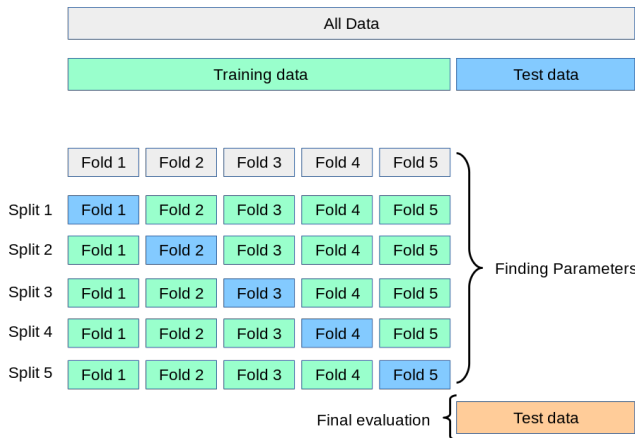 All Data
Training data Test data
Fold 1 Fold 2 Fold 3 Fold 4 Fold 5
Split 1 Fold 1 Fold 2 Fold 3 Fold 4 Fold 5
Split 2 Fold 1 Fold 2 Fold 3 Fold 4 Fold 5
Finding Parameters
Split 3 Fold 1 Fold 2 Fold 3 Fold 4 Fold 5
Split 4 Fold 1 Fold 2 Fold 3 Fold 4 Fold 5
Split 5 Fold 1 Fold 2 Fold 3 Fold 4 Fold 5
Final evaluation Test data